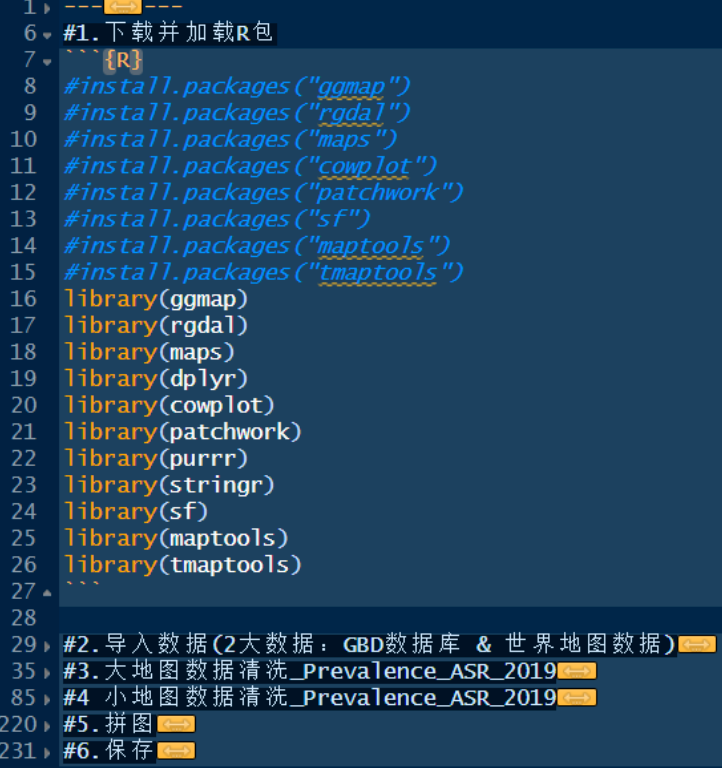 1 --- ---
6 #1.下载并加载R包
7 ```{R}
8 #install.packages("ggmap")
9 #install.packages("rgdal")
10 #install.packages("maps")
11 #install.packages("cowplot")
12 #install.packages("patchwork")
13 #install.packages("sf")
14 #install.packages("maptools")
15 #install.packages("tmaptools")
16 library(ggmap)
17 library(rgdal)
18 library(maps)
19 library(dplyr)
20 library(cowplot)
21 library(patchwork)
22 library(purrr)
23 library(stringr)
24 library(sf)
25 library(maptools)
26 library(tmaptools)
27 ```
28
29 #2.导入数据(2大数据：GBD数据库 & 世界地图数据)
35 #3.大地图数据清洗_Prevalence_ASR_2019
85 #4 小地图数据清洗_Prevalence_ASR_2019
220 #5.拼图
231 #6.保存